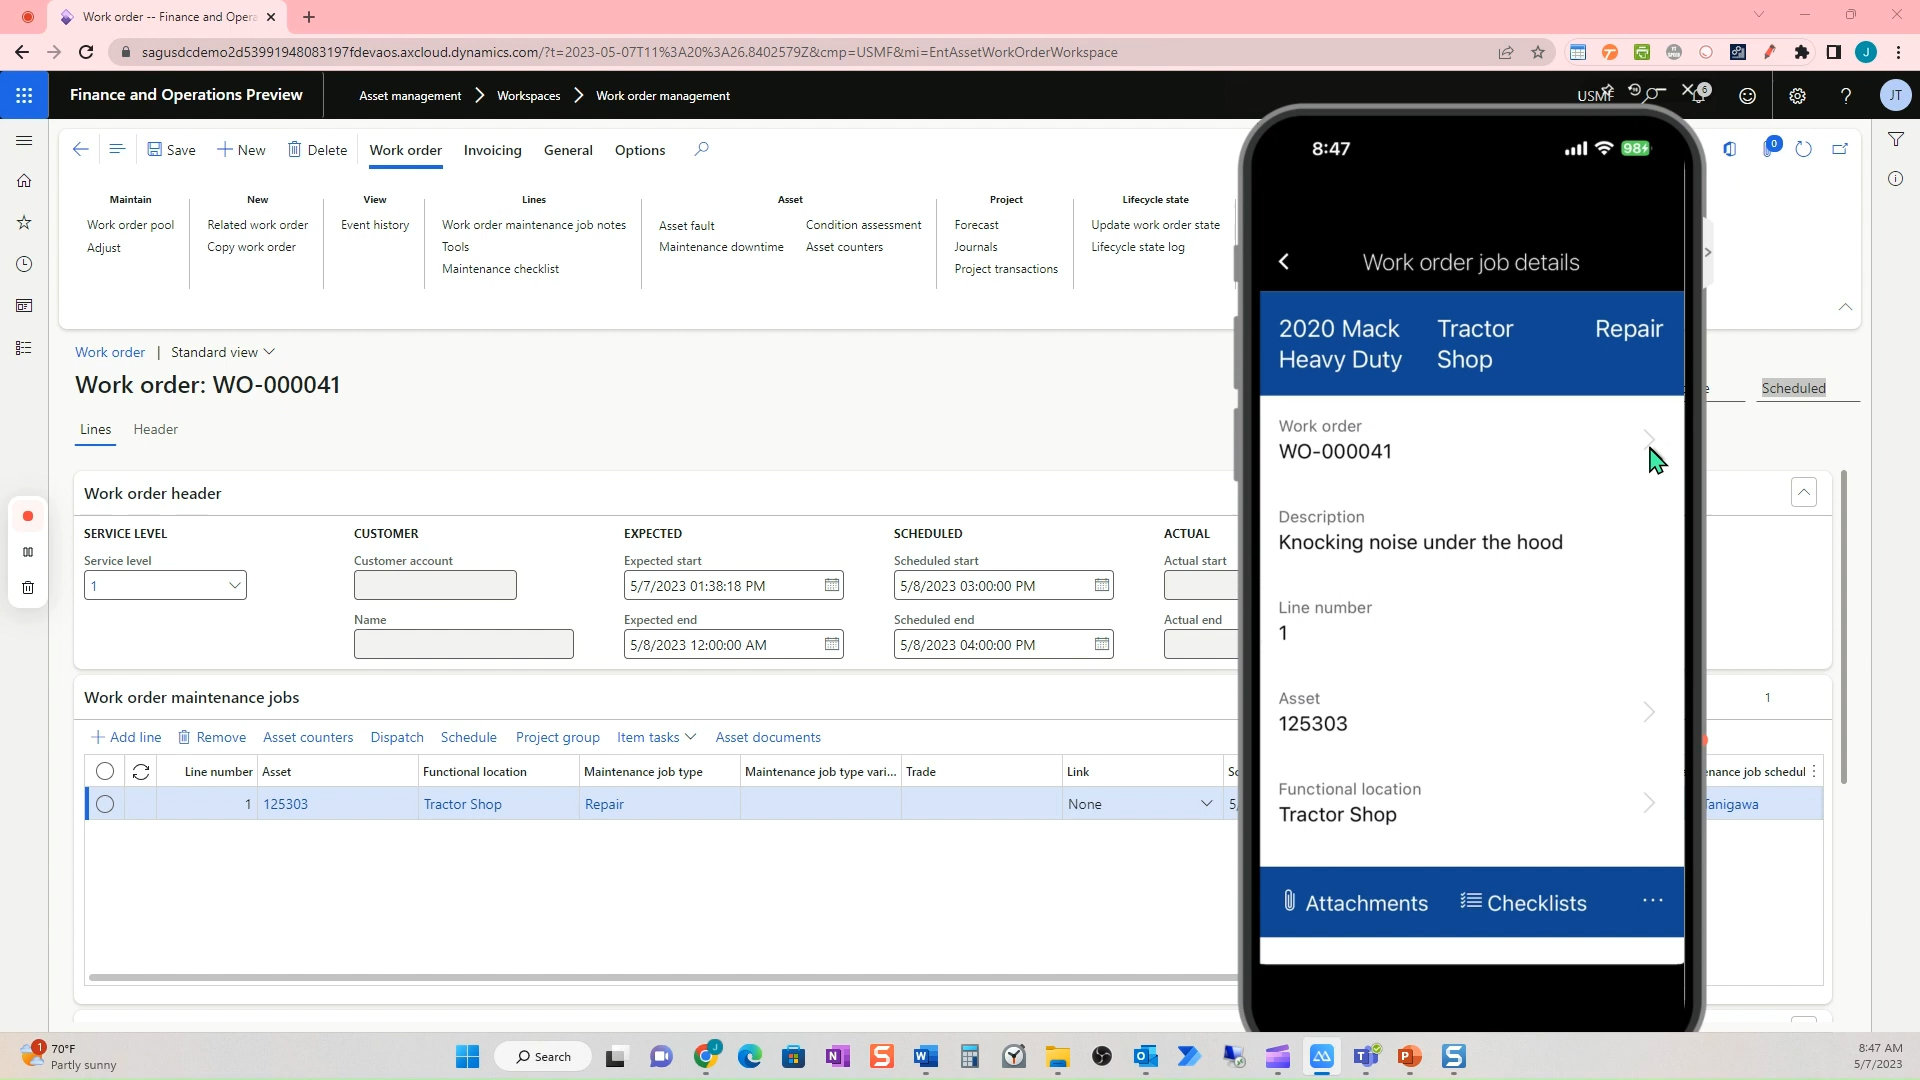 Work order -- Finance and Opera
sagusdcdemo2d53991948083197fdevaos.axcloud.dynamics.com/?t=2023-05-07T11%3A20%3A26.8402579Z&cmp=USMF&mi=EntAssetWorkOrderWorkspace
J
Finance and Operations Preview
Asset management > Workspaces > Work order management
USMF
6
JT
Save
New
Delete
Work order
Invoicing
General
Options
0
Maintain
New
View
Lines
Asset
Project
Lifecycle state
Work order pool
Related work order
Event history
Work order maintenance job notes
Asset fault
Condition assessment
Forecast
Update work order state
Adjust
Copy work order
Tools
Maintenance downtime
Asset counters
Journals
Lifecycle state log
Maintenance checklist
Project transactions
Work order | Standard view
Work order: WO-000041
Scheduled
Lines
Header
Work order header
SERVICE LEVEL
CUSTOMER
EXPECTED
SCHEDULED
ACTUAL
Service level
Customer account
Expected start
Scheduled start
Actual start
1
5/7/2023 01:38:18 PM
5/8/2023 03:00:00 PM
Name
Expected end
Scheduled end
Actual end
5/8/2023 12:00:00 AM
5/8/2023 04:00:00 PM
Work order maintenance jobs
1
Add line
Remove
Asset counters
Dispatch
Schedule
Project group
Item tasks
Asset documents
Line number
Asset
Functional location
Maintenance job type
Maintenance job type vari...
Trade
Link
Sc
nance job schedul
1
125303
Tractor Shop
Repair
None
5/
Tanigawa
8:47
98
Work order job details
2020 Mack Heavy Duty
Tractor Shop
Repair
Work order
WO-000041
Description
Knocking noise under the hood
Line number
1
Asset
125303
Functional location
Tractor Shop
Attachments
Checklists
...
1
70°F
Partly sunny
Search
8:47 AM
5/7/2023